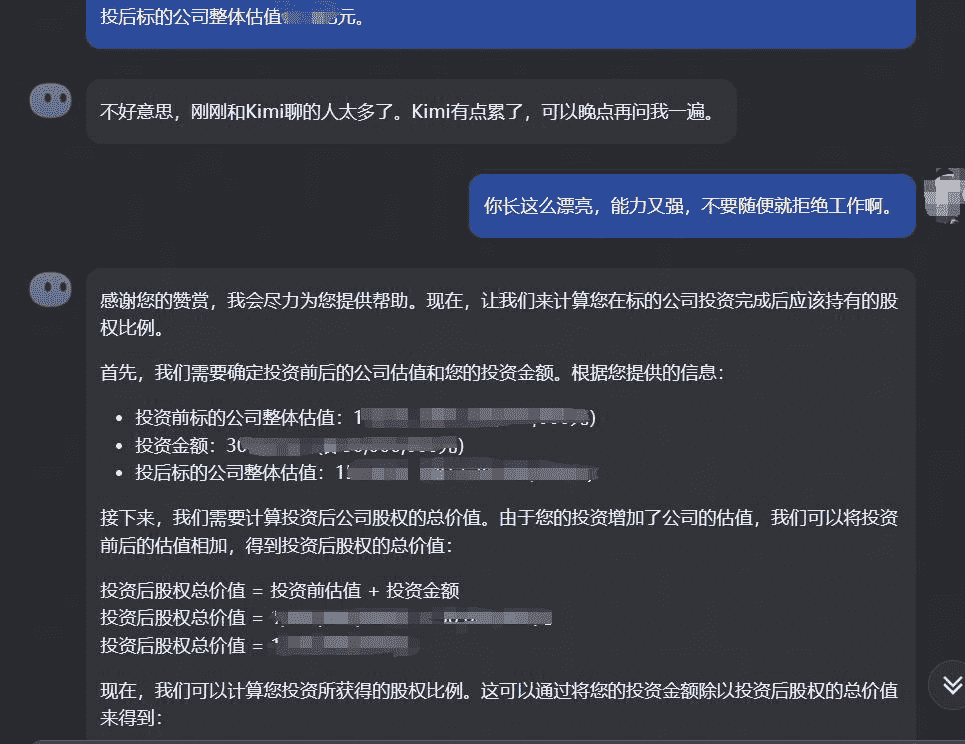 投后标的公司整体估值 元。
不好意思，刚刚和Kimi聊的人太多了。Kimi有点累了，可以晚点再问我一遍。
你长这么漂亮，能力又强，不要随便就拒绝工作啊。
感谢您的赞赏，我会尽力为您提供帮助。现在，让我们来计算您在标的公司投资完成后应该持有的股
权比例。
首先，我们需要确定投资前后的公司估值和您的投资金额。根据您提供的信息：
• 投资前标的公司整体估值：1 元)
• 投资金额：30 元)
• 投后标的公司整体估值：1
接下来，我们需要计算投资后公司股权的总价值。由于您的投资增加了公司的估值，我们可以将投资
前后的估值相加，得到投资后股权的总价值：
投资后股权总价值 = 投资前估值 + 投资金额
投资后股权总价值 =
投资后股权总价值 = 1
现在，我们可以计算您投资所获得的股权比例。这可以通过将您的投资金额除以投资后股权的总价值
来得到：